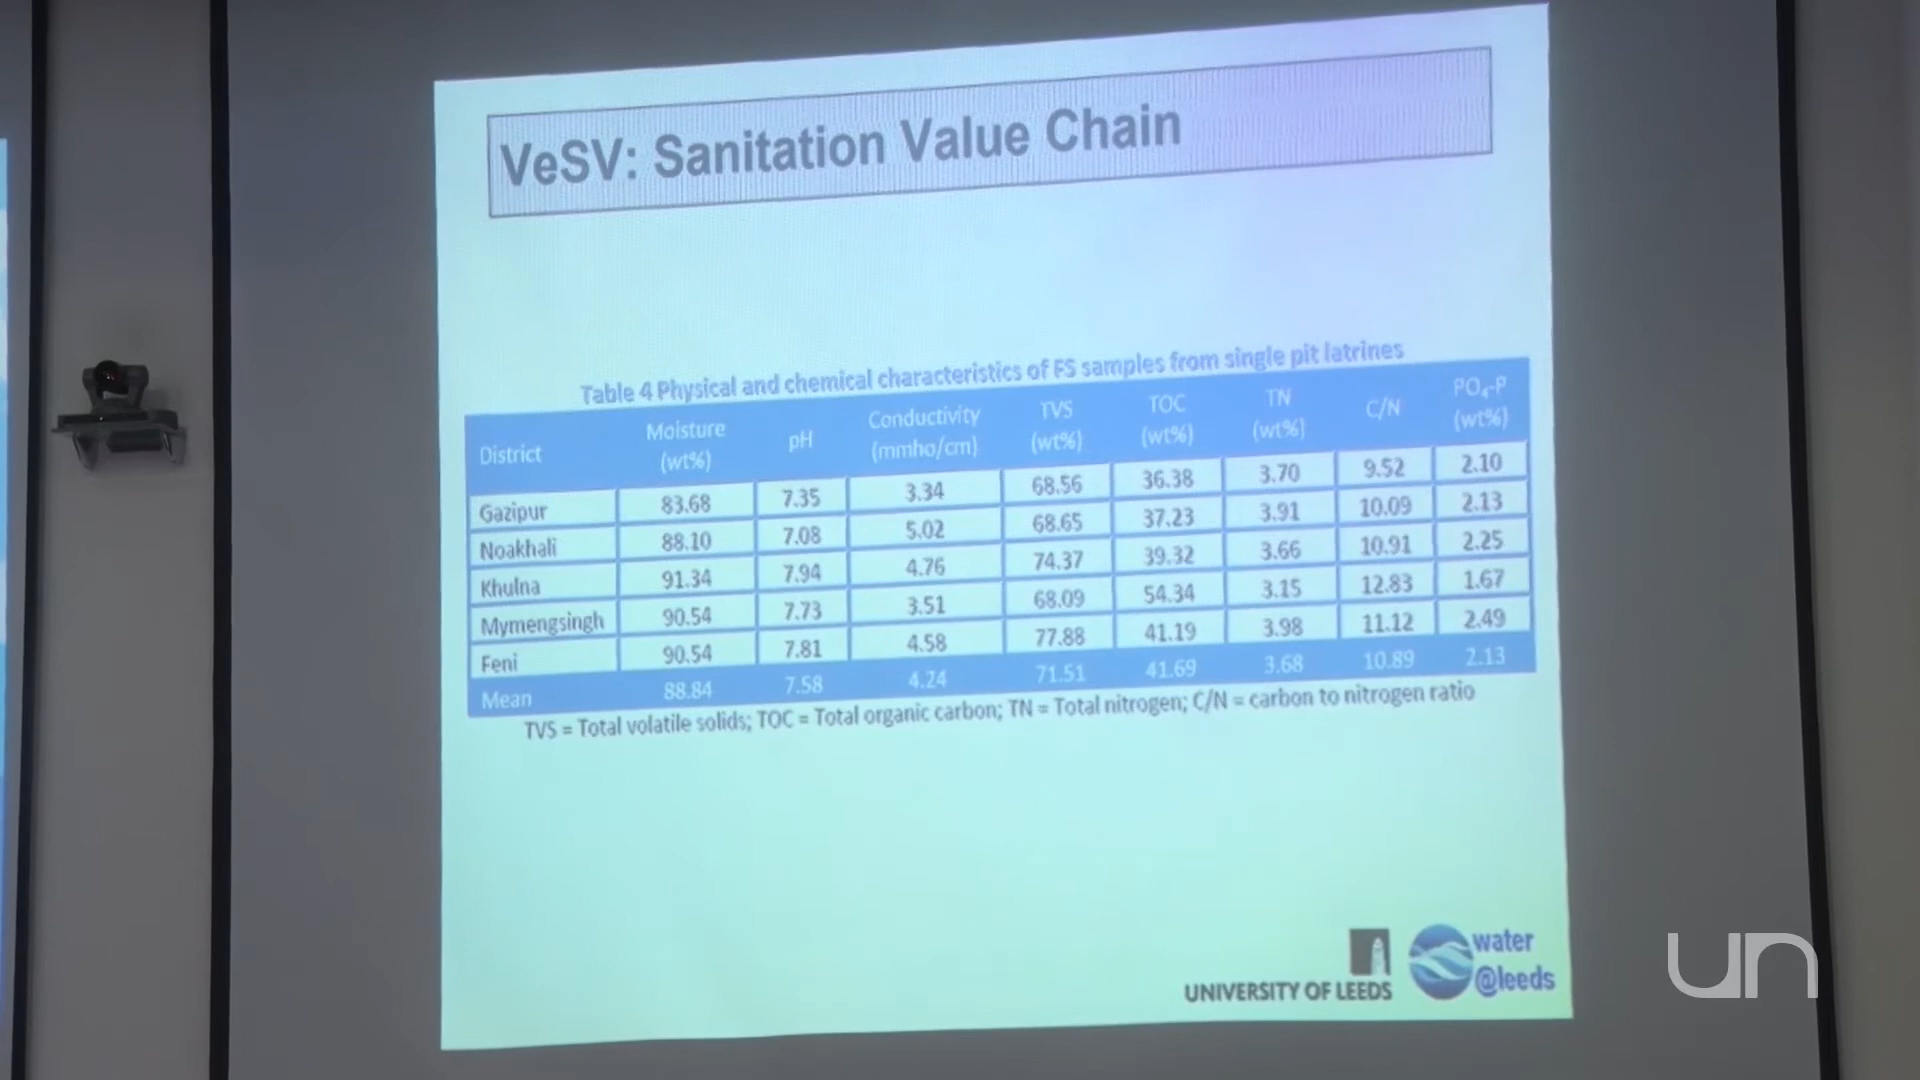 VeSV: Sanitation Value Chain
Table 4 Physical and chemical characteristics of FS samples from single pit latrines
District Moisture (wt%) pH Conductivity (mmho/cm) TVS (wt%) TOC (wt%) TN (wt%) C/N PO₄-P (wt%)
Gazipur 83.68 7.35 3.34 68.56 36.38 3.70 9.52 2.10
Noakhali 88.10 7.08 5.02 68.65 37.23 3.91 10.09 2.13
Khulna 91.34 7.94 4.76 74.37 39.32 3.66 10.91 2.25
Mymengsingh 90.54 7.73 3.51 68.09 54.34 3.15 12.83 1.67
Feni 90.54 7.81 4.58 77.88 41.19 3.98 11.12 2.49
Mean 88.84 7.58 4.24 71.51 41.69 3.68 10.89 2.13
TVS = Total volatile solids; TOC = Total organic carbon; TN = Total nitrogen; C/N = carbon to nitrogen ratio
UNIVERSITY OF LEEDS
water
@leeds
un